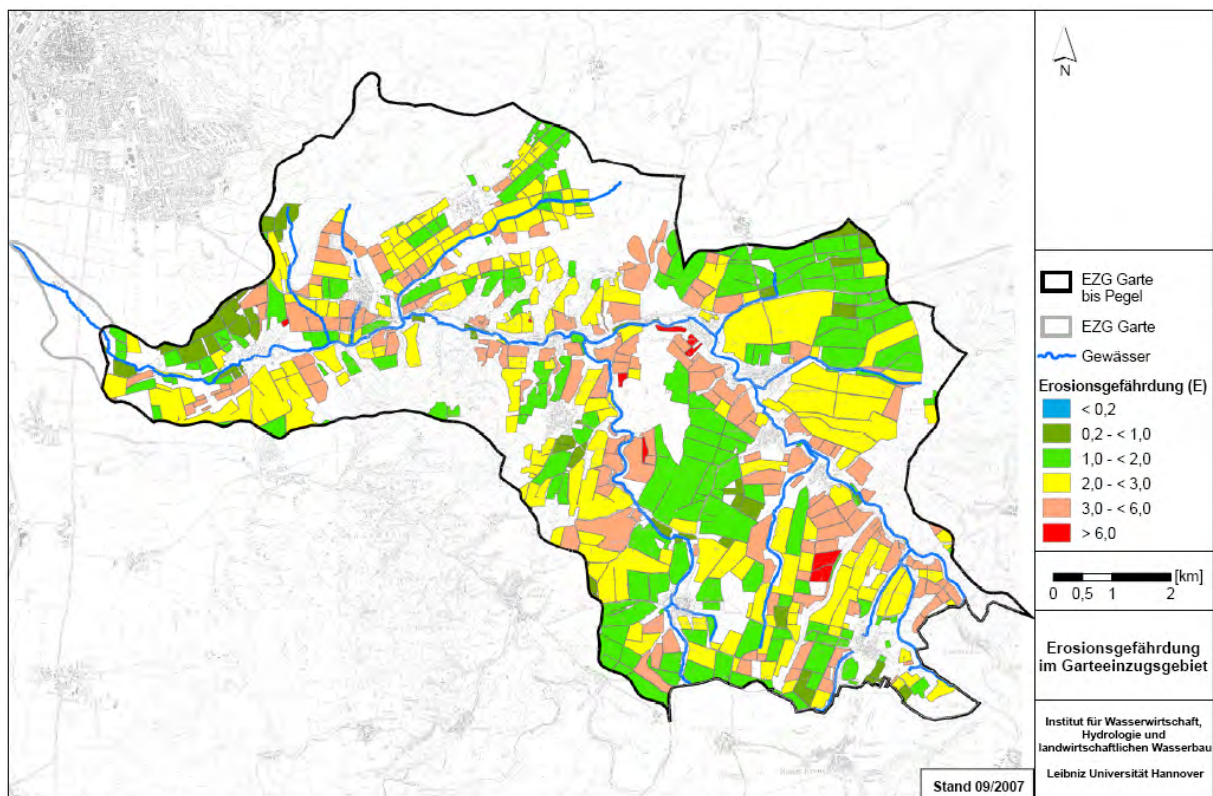 N
EZG Garte
bis Pegel
EZG Garte
Gewässer
Erosionsgefährdung (E)
< 0,2
0,2 - < 1,0
1,0 - < 2,0
2,0 - < 3,0
3,0 - < 6,0
> 6,0
[km]
0 0,5 1 2
Erosionsgefährdung
im Garteeinzugsgebiet
Institut für Wasserwirtschaft,
Hydrologie und
landwirtschaftlichen Wasserbau
Leibniz Universität Hannover
Stand 09/2007